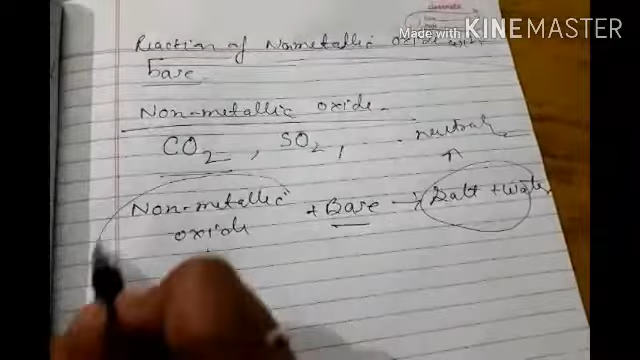 classmate
Made with KINEMASTER
Reaction of Nonmetallic oxide with
base
Non-metallic oxide
CO2, SO2, neutral
Non-metallic + Base → Salt + water
oxide